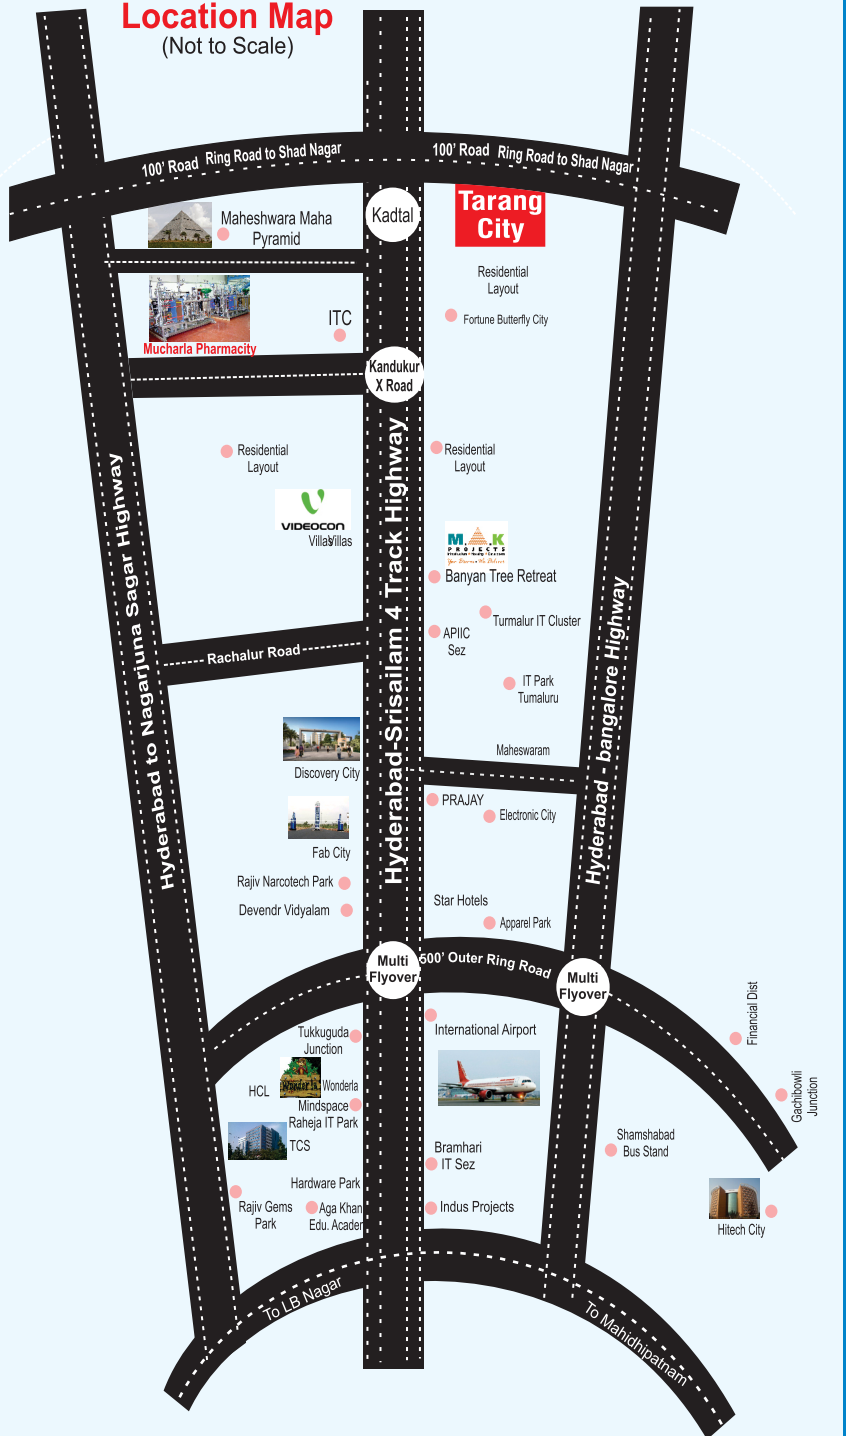 Location Map
(Not to Scale)
100' Road Ring Road to Shad Nagar
100' Road Ring Road to Shad Nagar
Maheshwara Maha
Pyramid
Kadtal
Tarang
City
Residential
Layout
Fortune Butterfly City
ITC
Mucharla Pharmacity
Kandukur
X Road
Residential
Layout
Residential
Layout
VIDEOCON
Villas
Villas
M.A.K
PROJECTS
Banyan Tree Retreat
Turmalur IT Cluster
APIIC
Sez
Rachalur Road
IT Park
Tumaluru
Hyderabad to Nagarjuna Sagar Highway
Hyderabad-Srisailam 4 Track Highway
Hyderabad - bangalore Highway
Maheswaram
Discovery City
PRAJAY
Electronic City
Fab City
Rajiv Narcotech Park
Devendr Vidyalam
Star Hotels
Apparel Park
Multi
Flyover
500' Outer Ring Road
Multi
Flyover
Financial Dist
Gachibowli
Junction
Tukkuguda
Junction
International Airport
HCL
Wonderla
Mindspace
Raheja IT Park
TCS
Bramhari
IT Sez
Shamshabad
Bus Stand
Hardware Park
Rajiv Gems
Park
Aga Khan
Edu. Acader
Indus Projects
Hitech City
To LB Nagar
To Mahidhipatnam